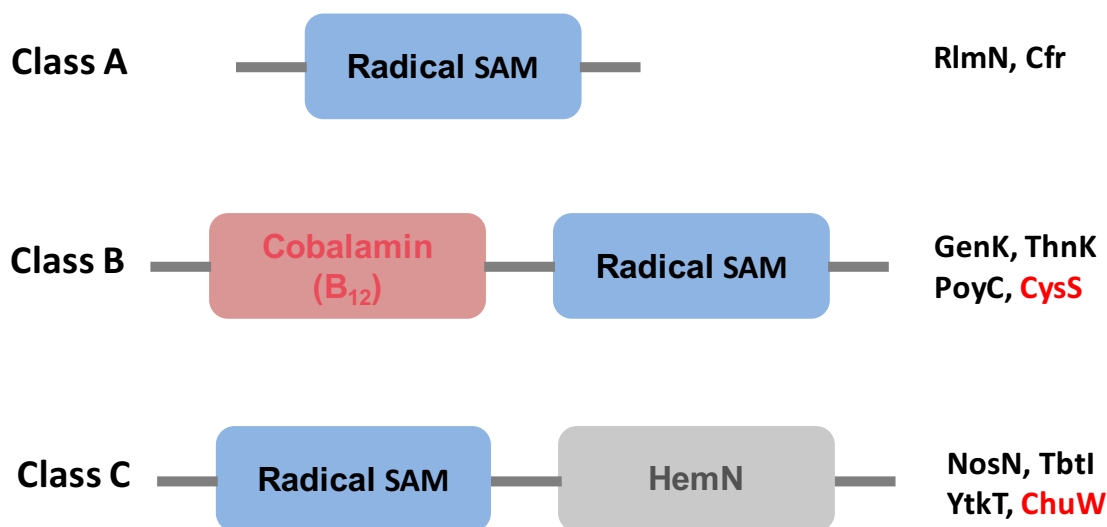 Class A
Radical SAM
RlmN, Cfr
Class B
Cobalamin
(B₁₂)
Radical SAM
GenK, ThnK
PoyC, CysS
Class C
Radical SAM
HemN
NosN, TbtI
YtkT, ChuW